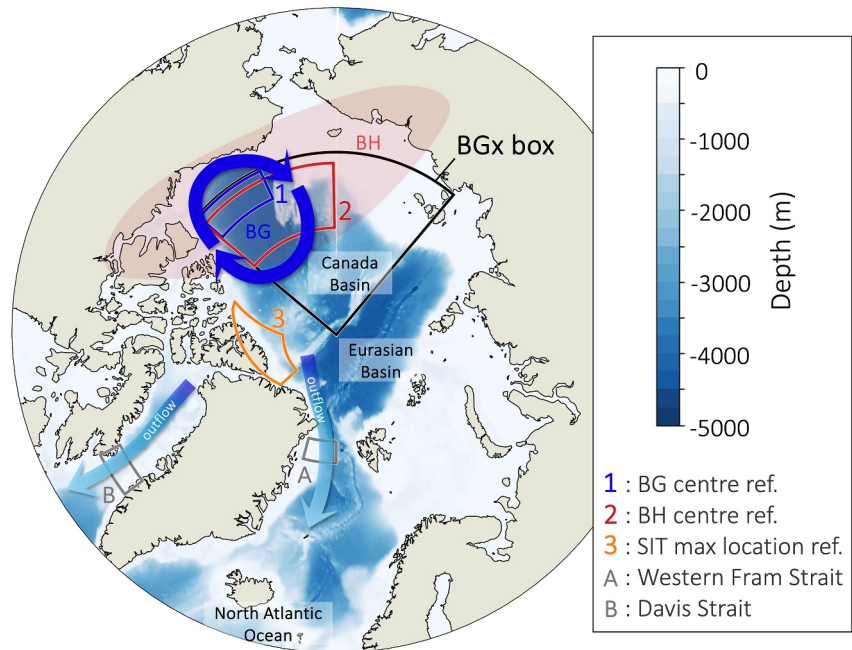 BH
BGx box
1
2
BG
Canada
Basin
3
Eurasian
Basin
outflow
outflow
A
B
North Atlantic
Ocean
0
-1000
-2000
-3000
-4000
-5000
Depth (m)
1 : BG centre ref.
2 : BH centre ref.
3 : SIT max location ref.
A : Western Fram Strait
B : Davis Strait